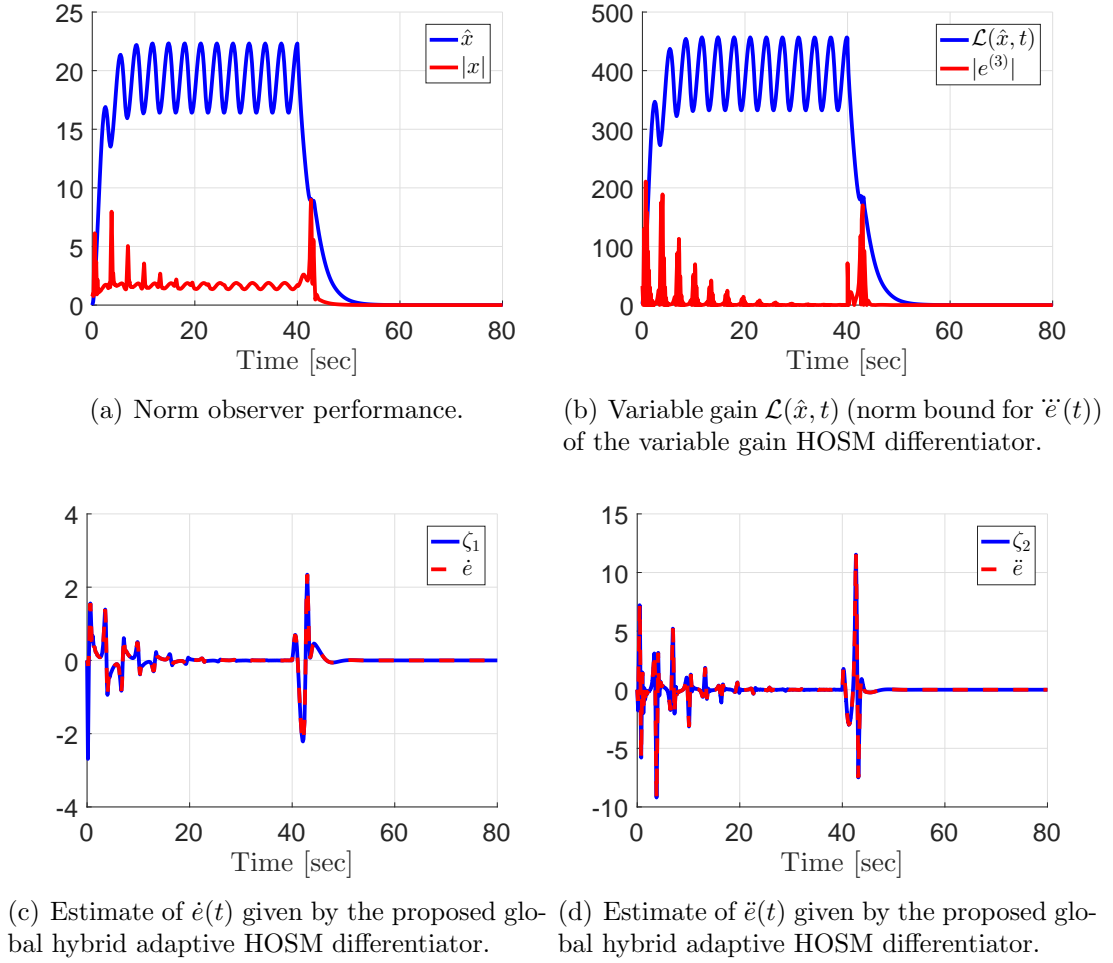 25
20
15
10
5
0
0
20
40
60
80
Time [sec]
x̂
|x|
(a) Norm observer performance.
500
400
300
200
100
0
0
20
40
60
80
Time [sec]
ℒ(x̂, t)
|e⁽³⁾|
(b) Variable gain ℒ(x̂, t) (norm bound for e⃛(t))
of the variable gain HOSM differentiator.
4
2
0
-2
-4
0
20
40
60
80
Time [sec]
ζ₁
ė
(c) Estimate of ė(t) given by the proposed glo-
bal hybrid adaptive HOSM differentiator.
15
10
5
0
-5
-10
0
20
40
60
80
Time [sec]
ζ₂
ë
(d) Estimate of ë(t) given by the proposed glo-
bal hybrid adaptive HOSM differentiator.